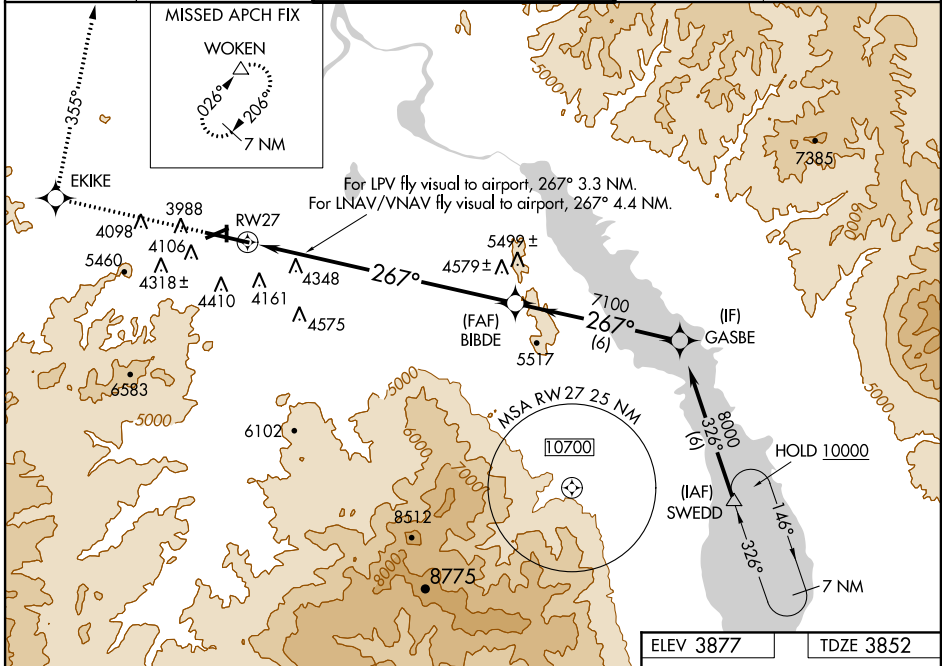 MISSED APCH FIX
WOKEN
026°
206°
7 NM
355°
EKIKE
For LPV fly visual to airport, 267° 3.3 NM.
For LNAV/VNAV fly visual to airport, 267° 4.4 NM.
5000
7385
6000
3988
RW27
4098
4106
5460
4318±
4410
4161
4348
4575
267°
5499±
4579±
7100
267°
(6)
(FAF)
BIBDE
(IF)
GASBE
5517
6583
5000
5000
6102
6000
7000
MSA RW27 25 NM
10700
8000
326°
(6)
HOLD 10000
(IAF)
SWEDD
146°
326°
7 NM
8512
8000
8775
ELEV 3877
TDZE 3852